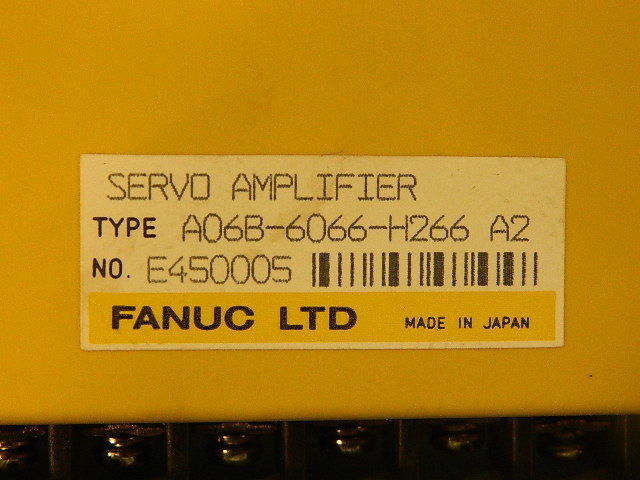 SERVO AMPLIFIER
TYPE A06B-6066-H266 A2
NO. E450005
FANUC LTD MADE IN JAPAN